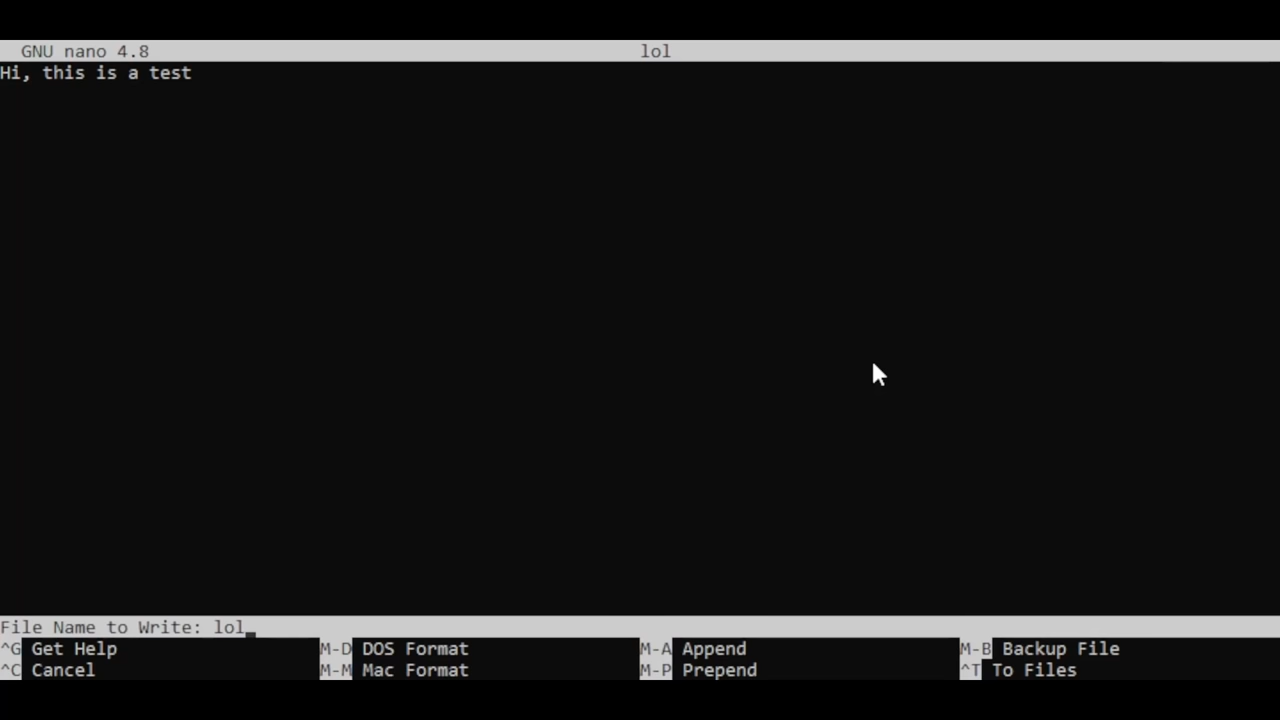 GNU nano 4.8 lol
Hi, this is a test
File Name to Write: lol
^G Get Help M-D DOS Format M-A Append M-B Backup File
^C Cancel M-M Mac Format M-P Prepend ^T To Files